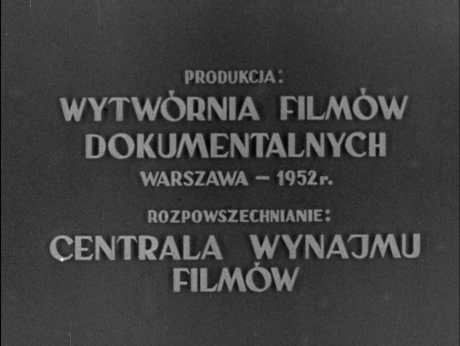 PRODUKCJA:
WYTWÓRNIA FILMÓW
DOKUMENTALNYCH
WARSZAWA – 1952 r.
ROZPOWSZECHNIANIE:
CENTRALA WYNAJMU
FILMÓW